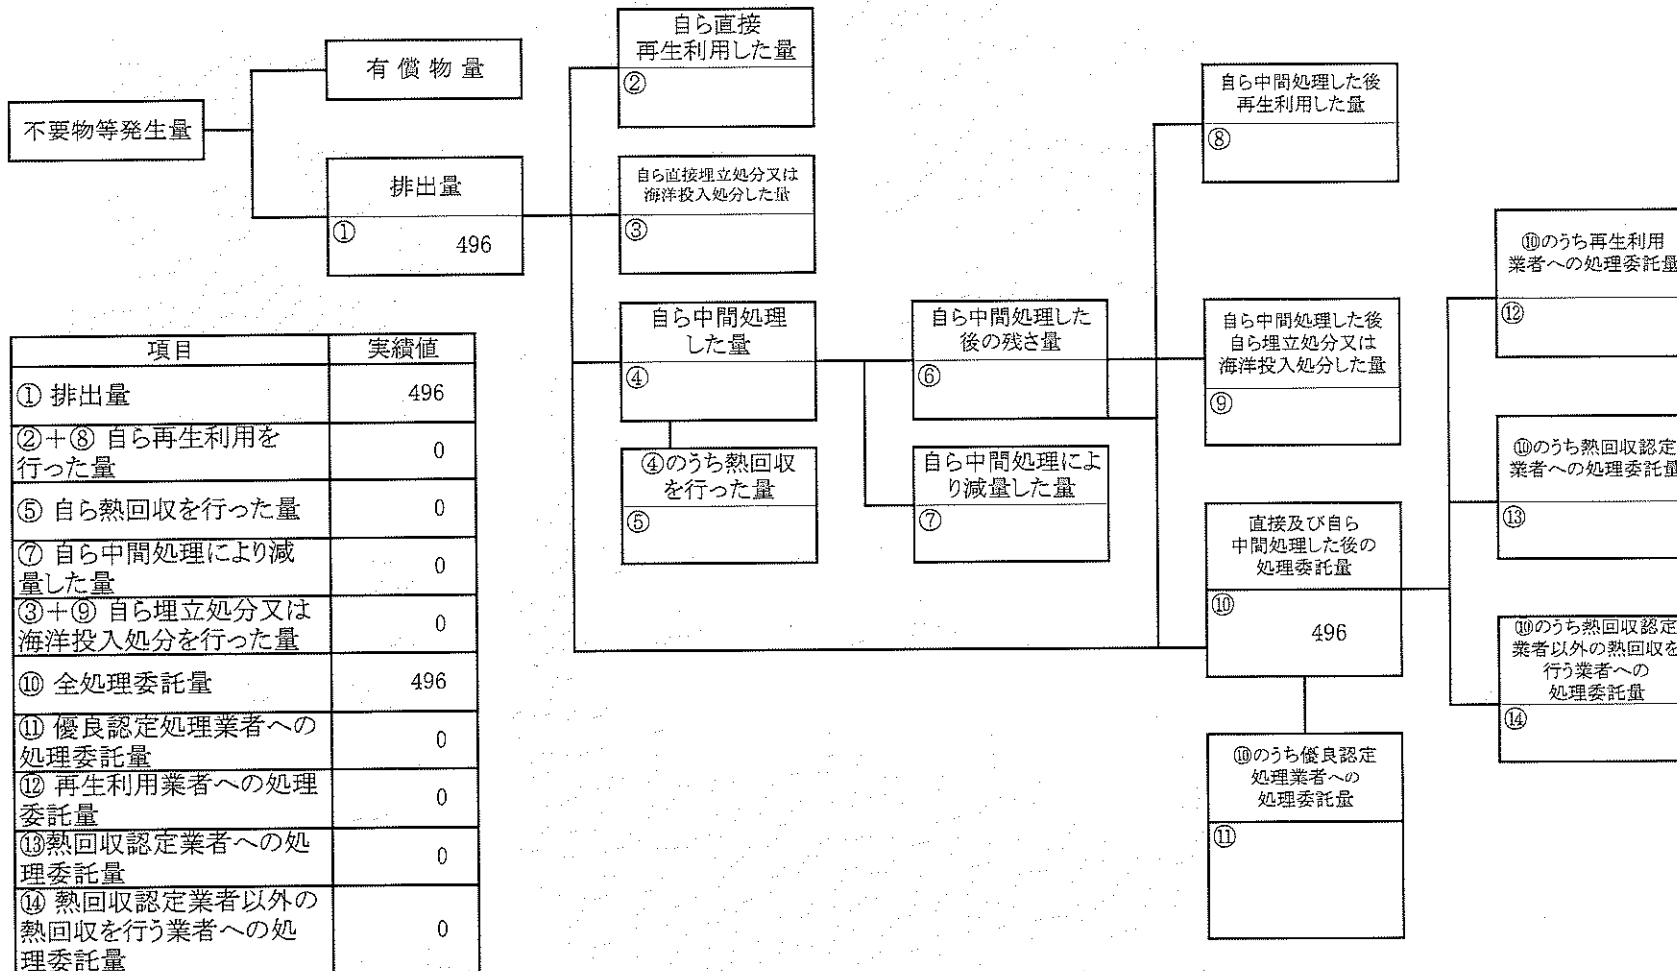 不要物等発生量
有償物量
排出量
①
496
自ら直接
再生利用した量
②
自ら直接埋立処分又は
海洋投入処分した量
③
自ら中間処理
した量
④
④のうち熱回収
を行った量
⑤
自ら中間処理した
後の残さ量
⑥
自ら中間処理によ
り減量した量
⑦
自ら中間処理した後
再生利用した量
⑧
自ら中間処理した後
自ら埋立処分又は
海洋投入処分した量
⑨
直接及び自ら
中間処理した後の
処理委託量
⑩
496
⑩のうち優良認定
処理業者への
処理委託量
⑪
⑩のうち再生利用
業者への処理委託量
⑫
⑩のうち熱回収認定
業者への処理委託量
⑬
⑩のうち熱回収認定
業者以外の熱回収を
行う業者への
処理委託量
⑭
項目 実績値
① 排出量 496
②+⑧ 自ら再生利用を
行った量 0
⑤ 自ら熱回収を行った量 0
⑦ 自ら中間処理により減
量した量 0
③+⑨ 自ら埋立処分又は
海洋投入処分を行った量 0
⑩ 全処理委託量 496
⑪ 優良認定処理業者への
処理委託量 0
⑫ 再生利用業者への処理
委託量 0
⑬熱回収認定業者への処
理委託量 0
⑭ 熱回収認定業者以外の
熱回収を行う業者への処
理委託量 0